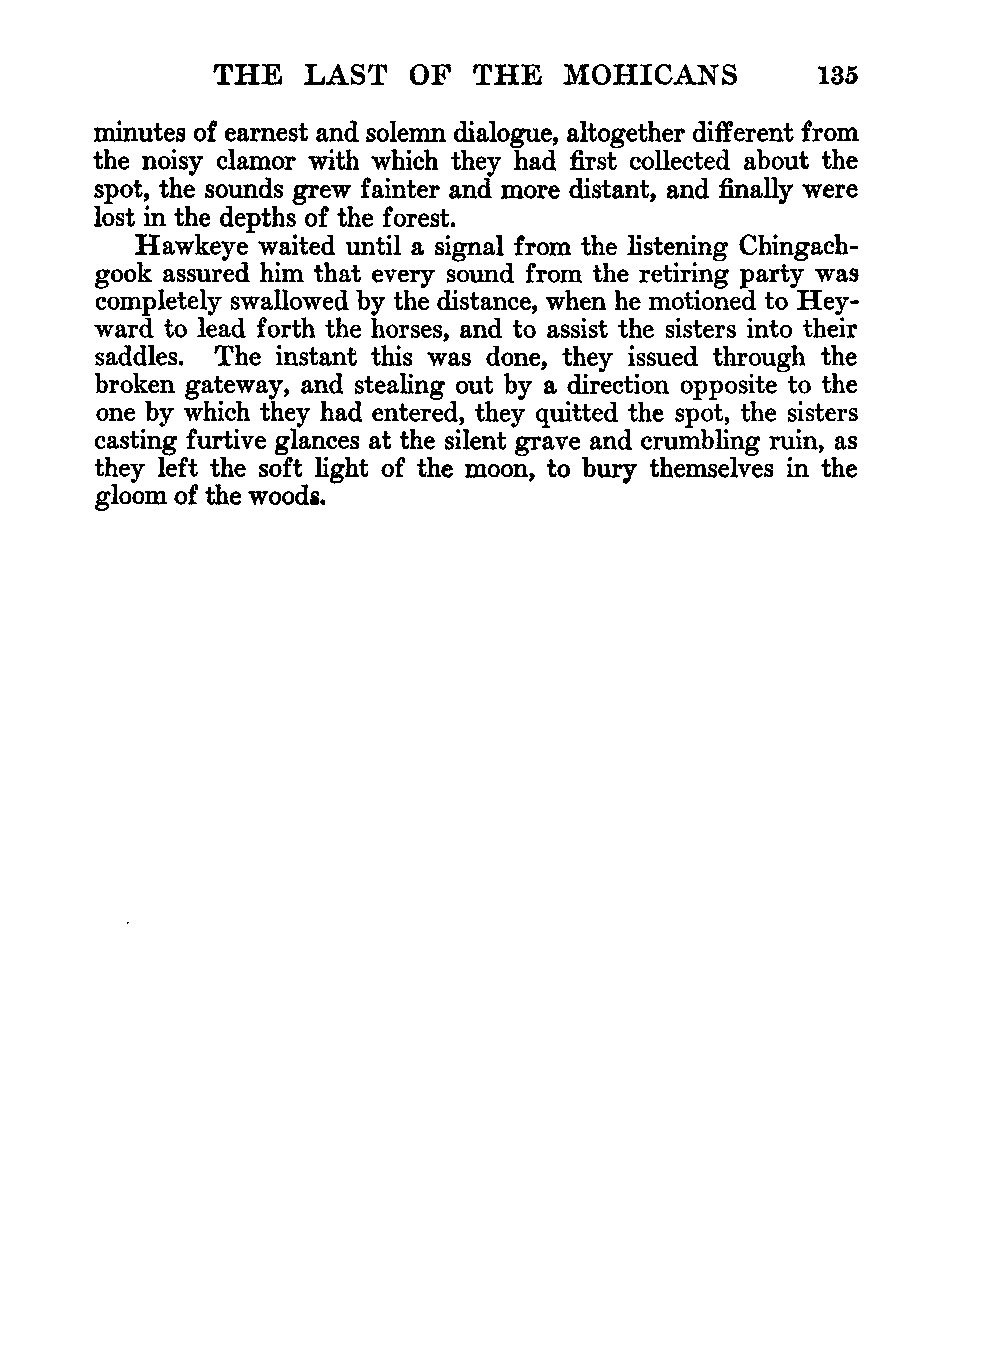 THE LAST OF THE MOHICANS 135
minutes of earnest and solemn dialogue, altogether different from
the noisy clamor with which they had first collected about the
spot, the sounds grew fainter and more distant, and finally were
lost in the depths of the forest.
Hawkeye waited until a signal from the listening Chingach-
gook assured him that every sound from the retiring party was
completely swallowed by the distance, when he motioned to Hey-
ward to lead forth the horses, and to assist the sisters into their
saddles. The instant this was done, they issued through the
broken gateway, and stealing out by a direction opposite to the
one by which they had entered, they quitted the spot, the sisters
casting furtive glances at the silent grave and crumbling ruin, as
they left the soft light of the moon, to bury themselves in the
gloom of the woods.